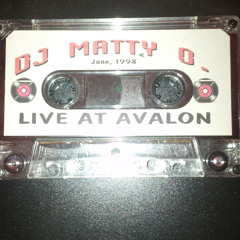 DJ MATTY O.
June, 1998
LIVE AT AVALON